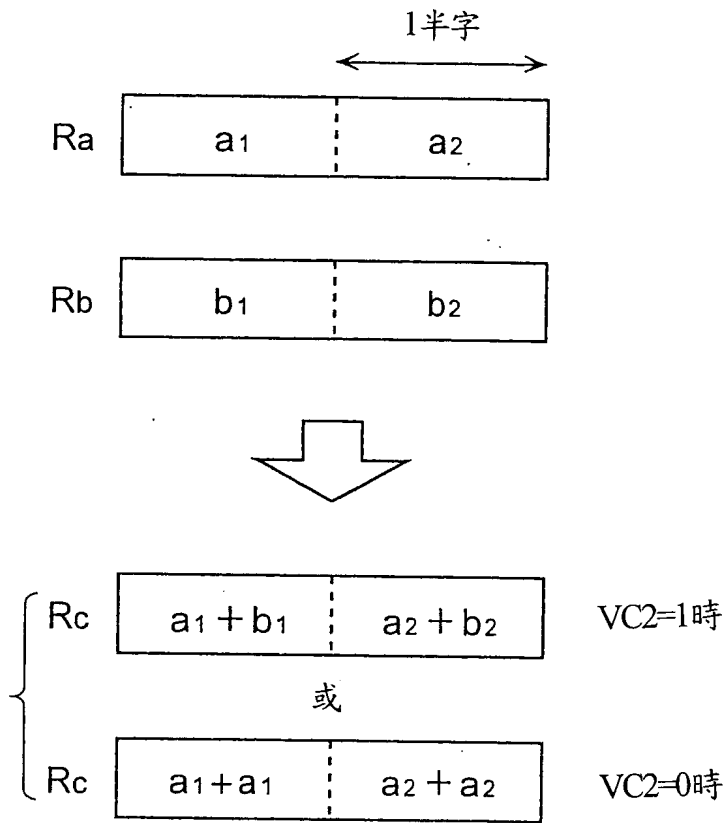 1半字
Ra a1 a2
Rb b1 b2
Rc a1+b1 a2+b2 VC2=1時
或
Rc a1+a1 a2+a2 VC2=0時